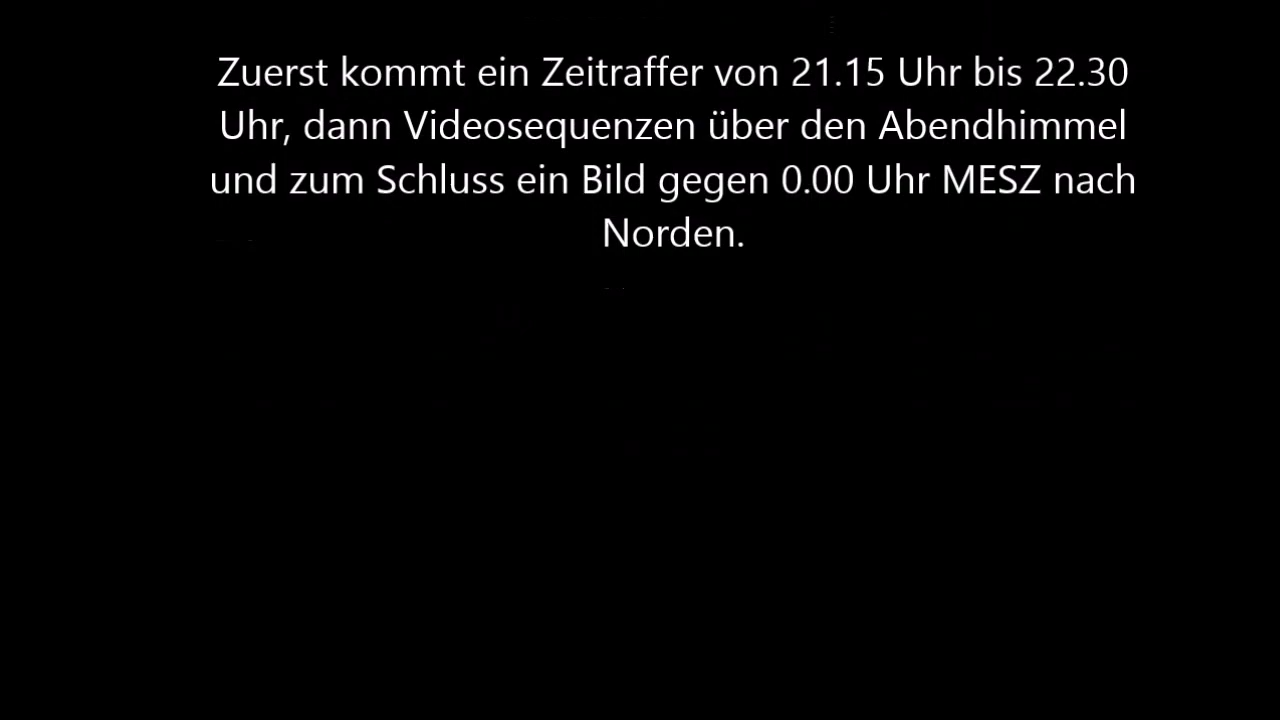 Zuerst kommt ein Zeitraffer von 21.15 Uhr bis 22.30
Uhr, dann Videosequenzen über den Abendhimmel
und zum Schluss ein Bild gegen 0.00 Uhr MESZ nach
Norden.